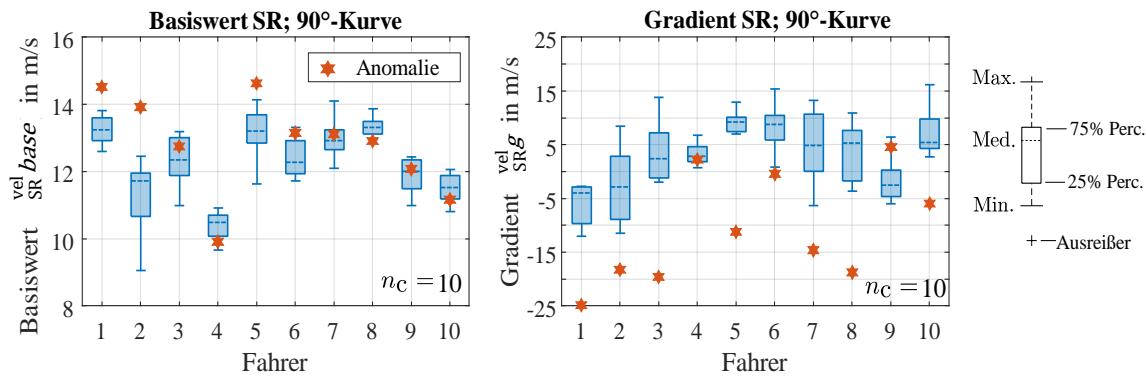 Basiswert SR; 90°-Kurve
Basiswert vel SR base in m/s
16
14
12
10
8
Anomalie
n_C = 10
1 2 3 4 5 6 7 8 9 10
Fahrer
Gradient SR; 90°-Kurve
Gradient vel SR g in m/s
25
15
5
-5
-15
-25
n_C = 10
1 2 3 4 5 6 7 8 9 10
Fahrer
Max.
75% Perc.
Med.
25% Perc.
Min.
Ausreißer